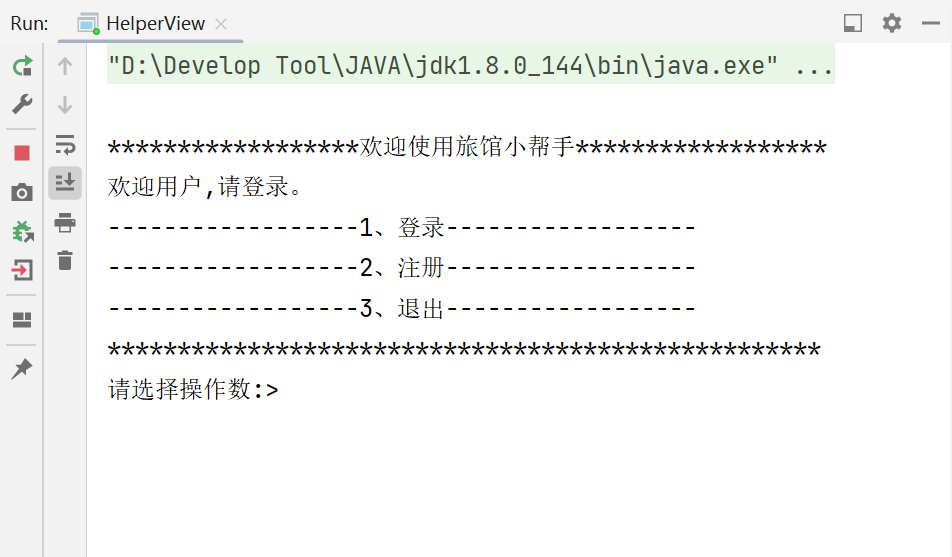 Run: HelperView
"D:\Develop Tool\JAVA\jdk1.8.0_144\bin\java.exe" ...
******************欢迎使用旅馆小帮手******************
欢迎用户,请登录。
------------------1、登录------------------
------------------2、注册------------------
------------------3、退出------------------
***************************************************
请选择操作数:>